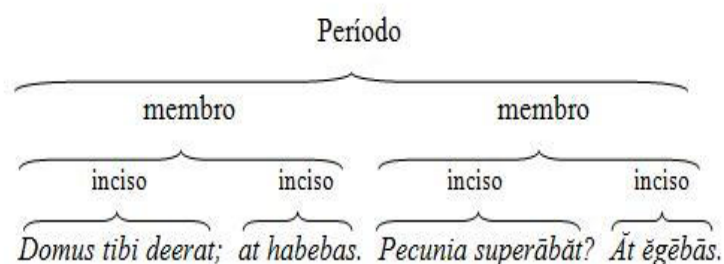 Período
membro membro
inciso inciso inciso inciso
Domus tibi deerat; at habebas. Pecunia superābăt? Ăt ĕgēbās.